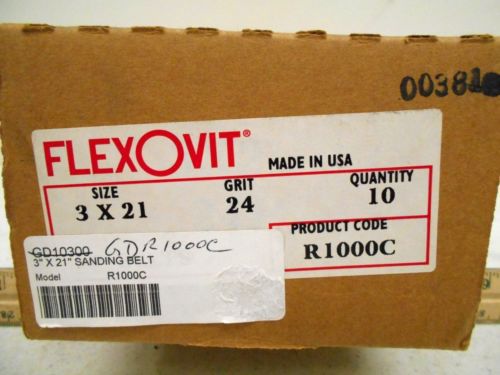 00381
FLEXOVIT®
MADE IN USA
SIZE GRIT QUANTITY
3 X 21 24 10
PRODUCT CODE
R1000C
GD10300 GDR1000C
3" X 21" SANDING BELT
Model R1000C